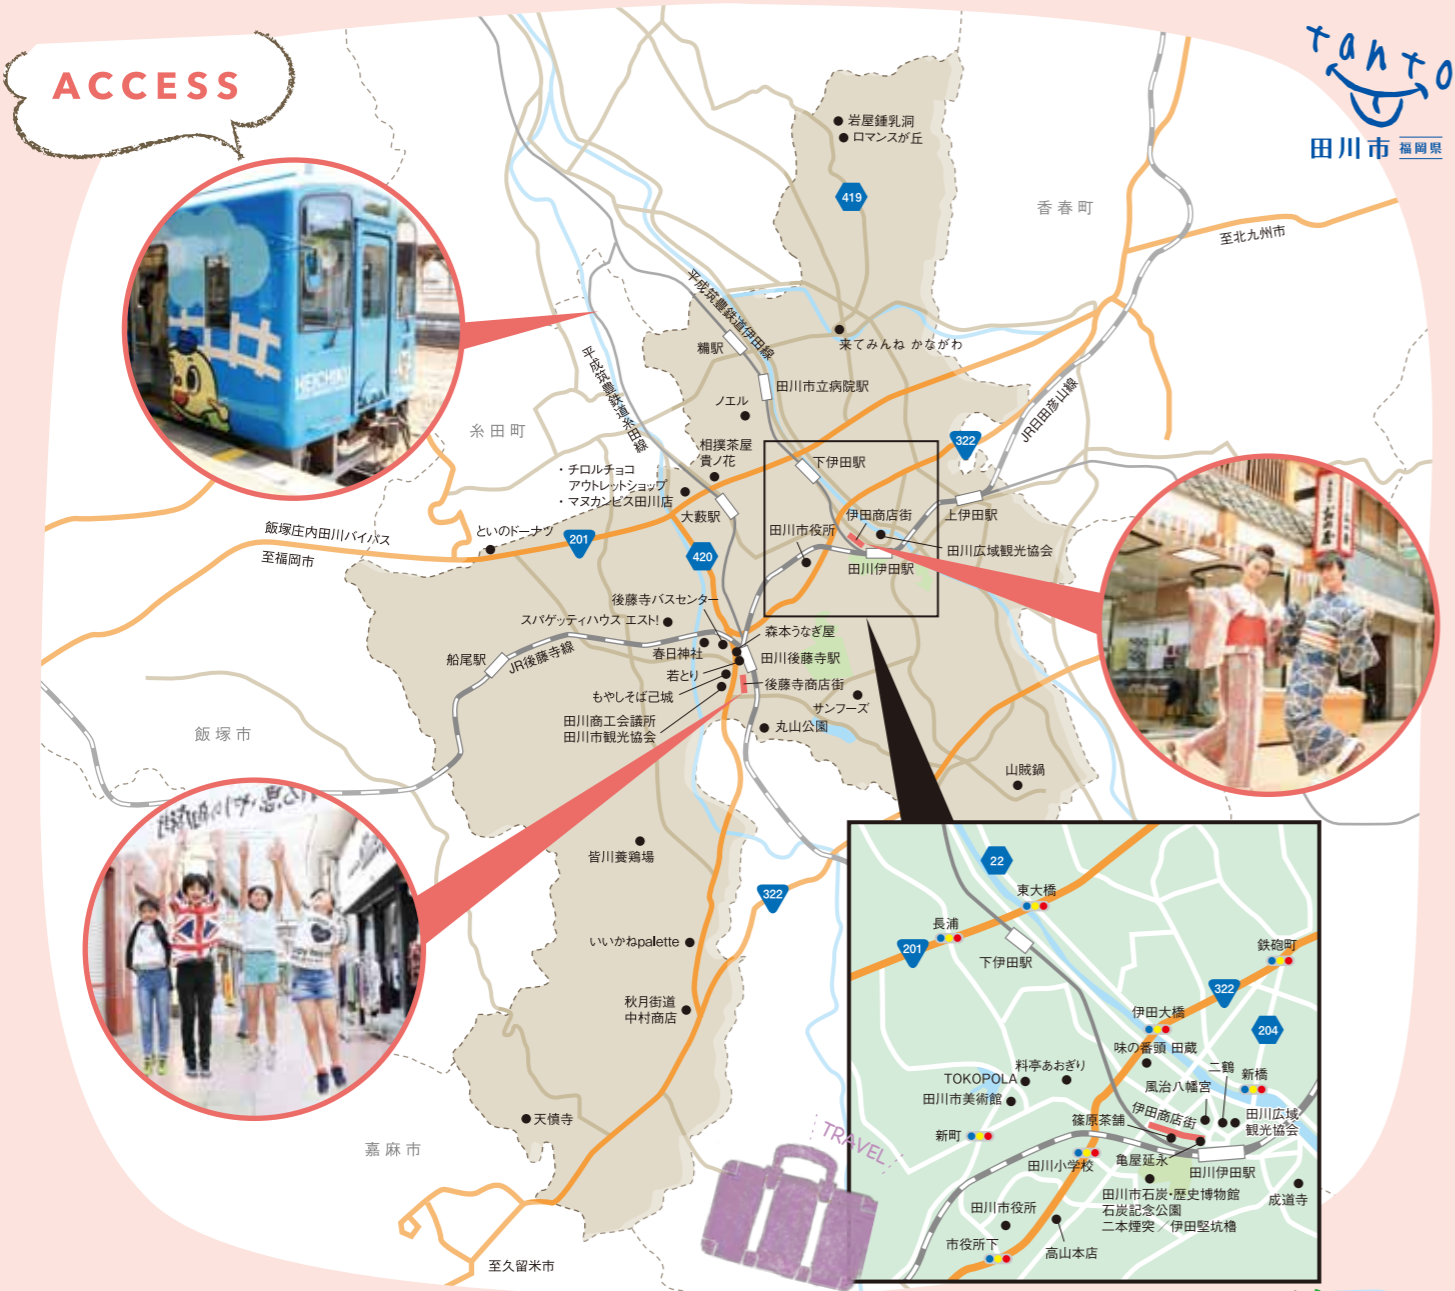 ACCESS
tanto
田川市 福岡県
岩屋鍾乳洞
ロマンスが丘
419
香春町
至北九州市
平成筑豊鉄道伊田線
糒駅
来てみんね かながわ
平成筑豊鉄道糸田線
田川市立病院駅
JR日田彦山線
ノエル
糸田町
相撲茶屋
貴ノ花
322
下伊田駅
・チロルチョコ
アウトレットショップ
・マヌカンピス田川店
大藪駅
伊田商店街
上伊田駅
田川市役所
飯塚庄内田川バイパス
といのドーナツ
201
420
田川広域観光協会
至福岡市
田川伊田駅
HEICHIKU
後藤寺バスセンター
スパゲッティハウス エスト!
森本うなぎ屋
船尾駅
JR後藤寺線
春日神社
田川後藤寺駅
若とり
後藤寺商店街
もやしそば己城
サンフーズ
田川商工会議所
田川市観光協会
丸山公園
飯塚市
山賊鍋
皆川養鶏場
322
いいかねpalette
秋月街道
中村商店
天憤寺
嘉麻市
至久留米市
TRAVEL
22
東大橋
長浦
201
下伊田駅
鉄砲町
322
伊田大橋
204
味の番頭 田蔵
料亭あおぎり
二鶴
新橋
TOKOPOLA
風治八幡宮
田川市美術館
伊田商店街
田川広域
観光協会
篠原茶舗
新町
亀屋延永
田川小学校
田川伊田駅
田川市石炭・歴史博物館
石炭記念公園
二本煙突／伊田竪坑櫓
成道寺
田川市役所
市役所下
高山本店